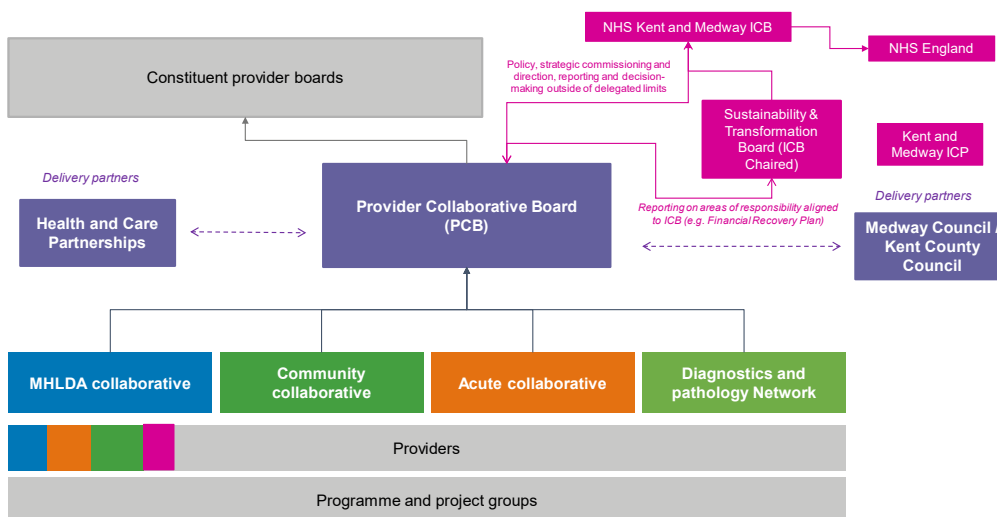 NHS Kent and Medway ICB
NHS England
Constituent provider boards
Policy, strategic commissioning and
direction, reporting and decision-
making outside of delegated limits
Sustainability &
Transformation
Board (ICB
Chaired)
Kent and
Medway ICP
Delivery partners
Health and Care
Partnerships
Provider Collaborative Board
(PCB)
Reporting on areas of responsibility aligned
to ICB (e.g. Financial Recovery Plan)
Delivery partners
Medway Council /
Kent County
Council
MHLDA collaborative
Community
collaborative
Acute collaborative
Diagnostics and
pathology Network
Providers
Programme and project groups